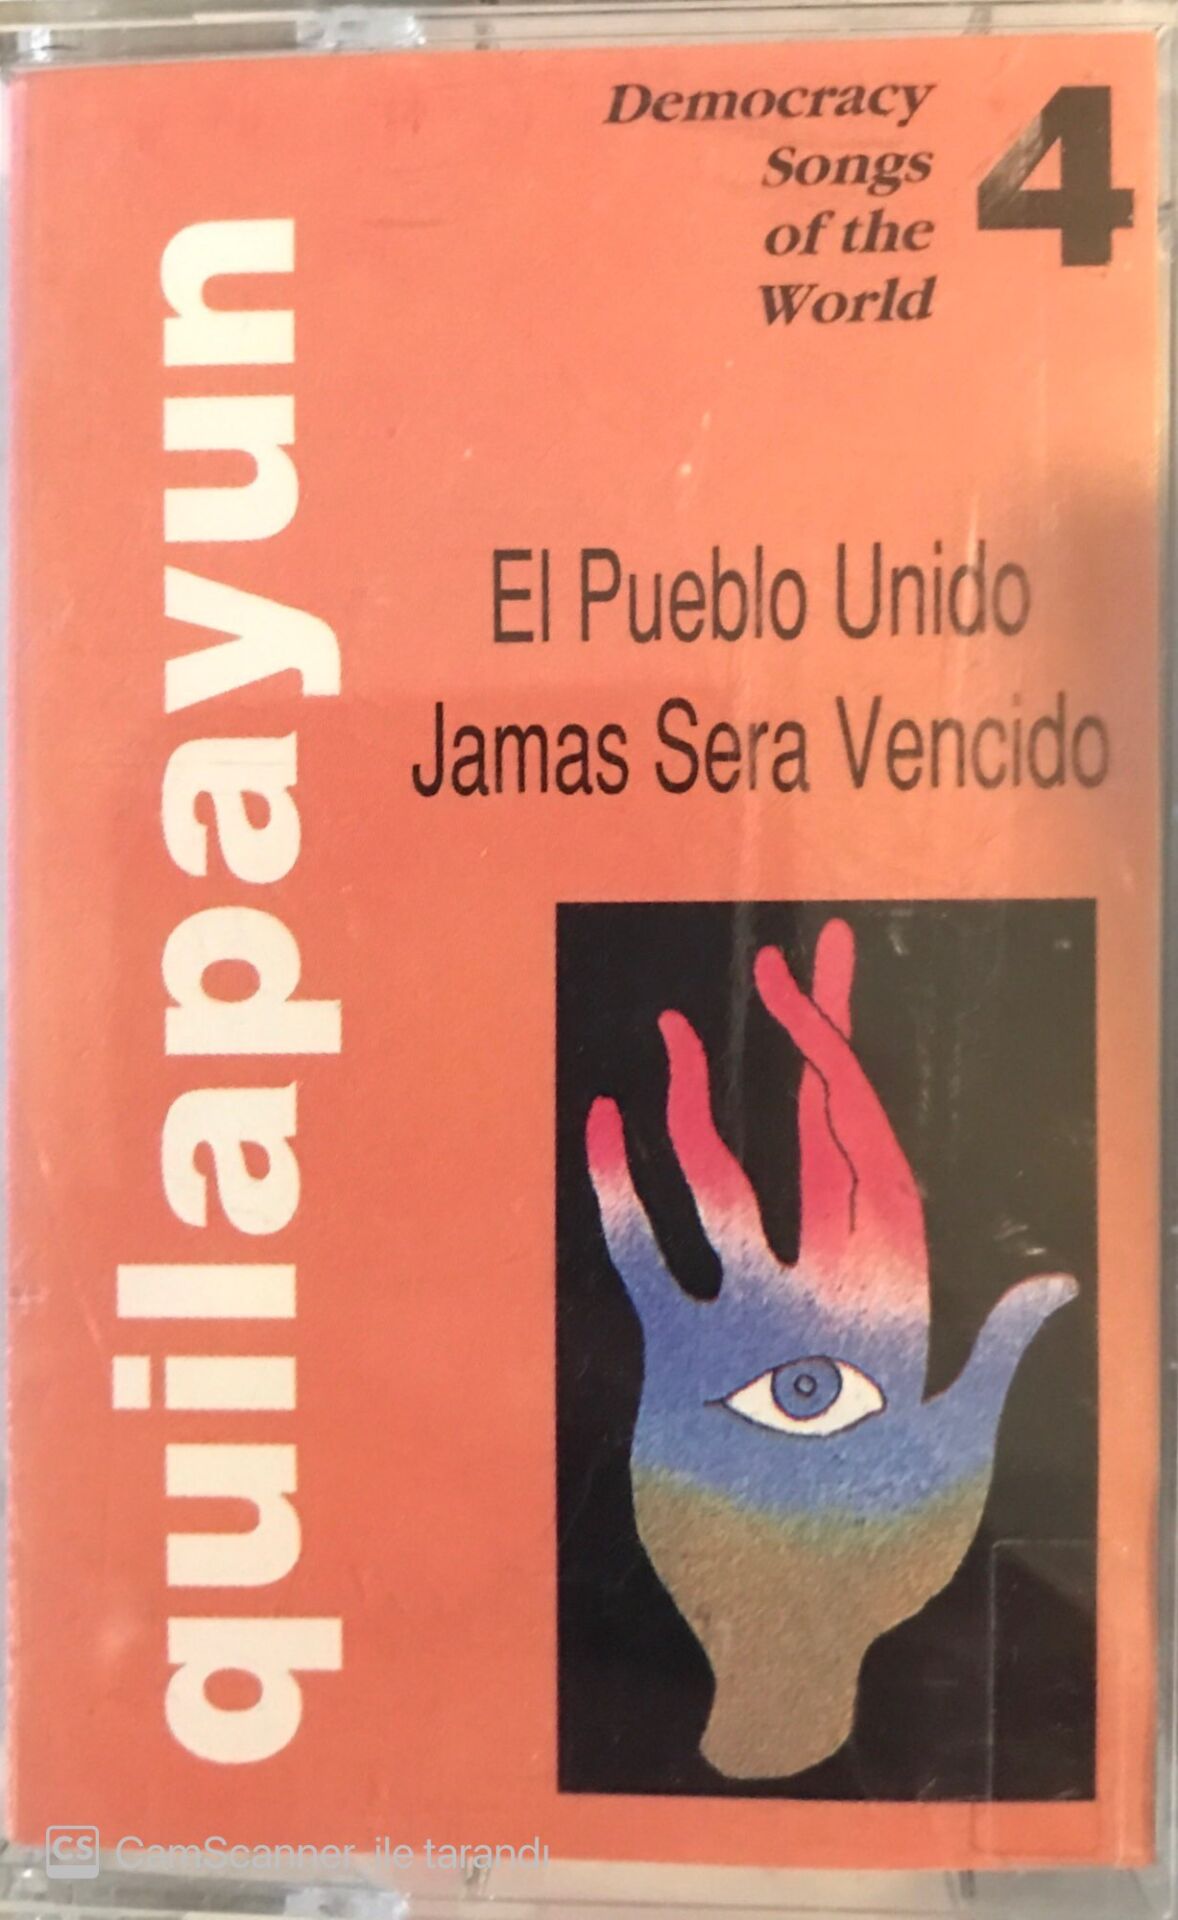 Democracy
Songs
of the
World
4
quilapayun
El Pueblo Unido
Jamas Sera Vencido
CS CamScanner ile tarandı